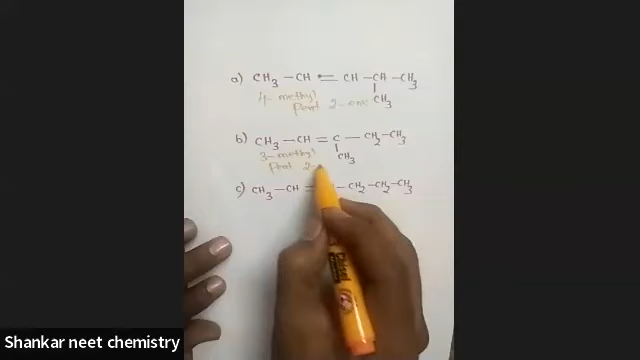 a) CH3 — CH = CH — CH — CH3
CH3
4- methyl
Pent 2- ene
b) CH3 — CH = C — CH2 — CH3
CH3
3- methyl
Pent 2-
c) CH3 — CH = — CH2 — CH2 — CH3
Shankar neet chemistry